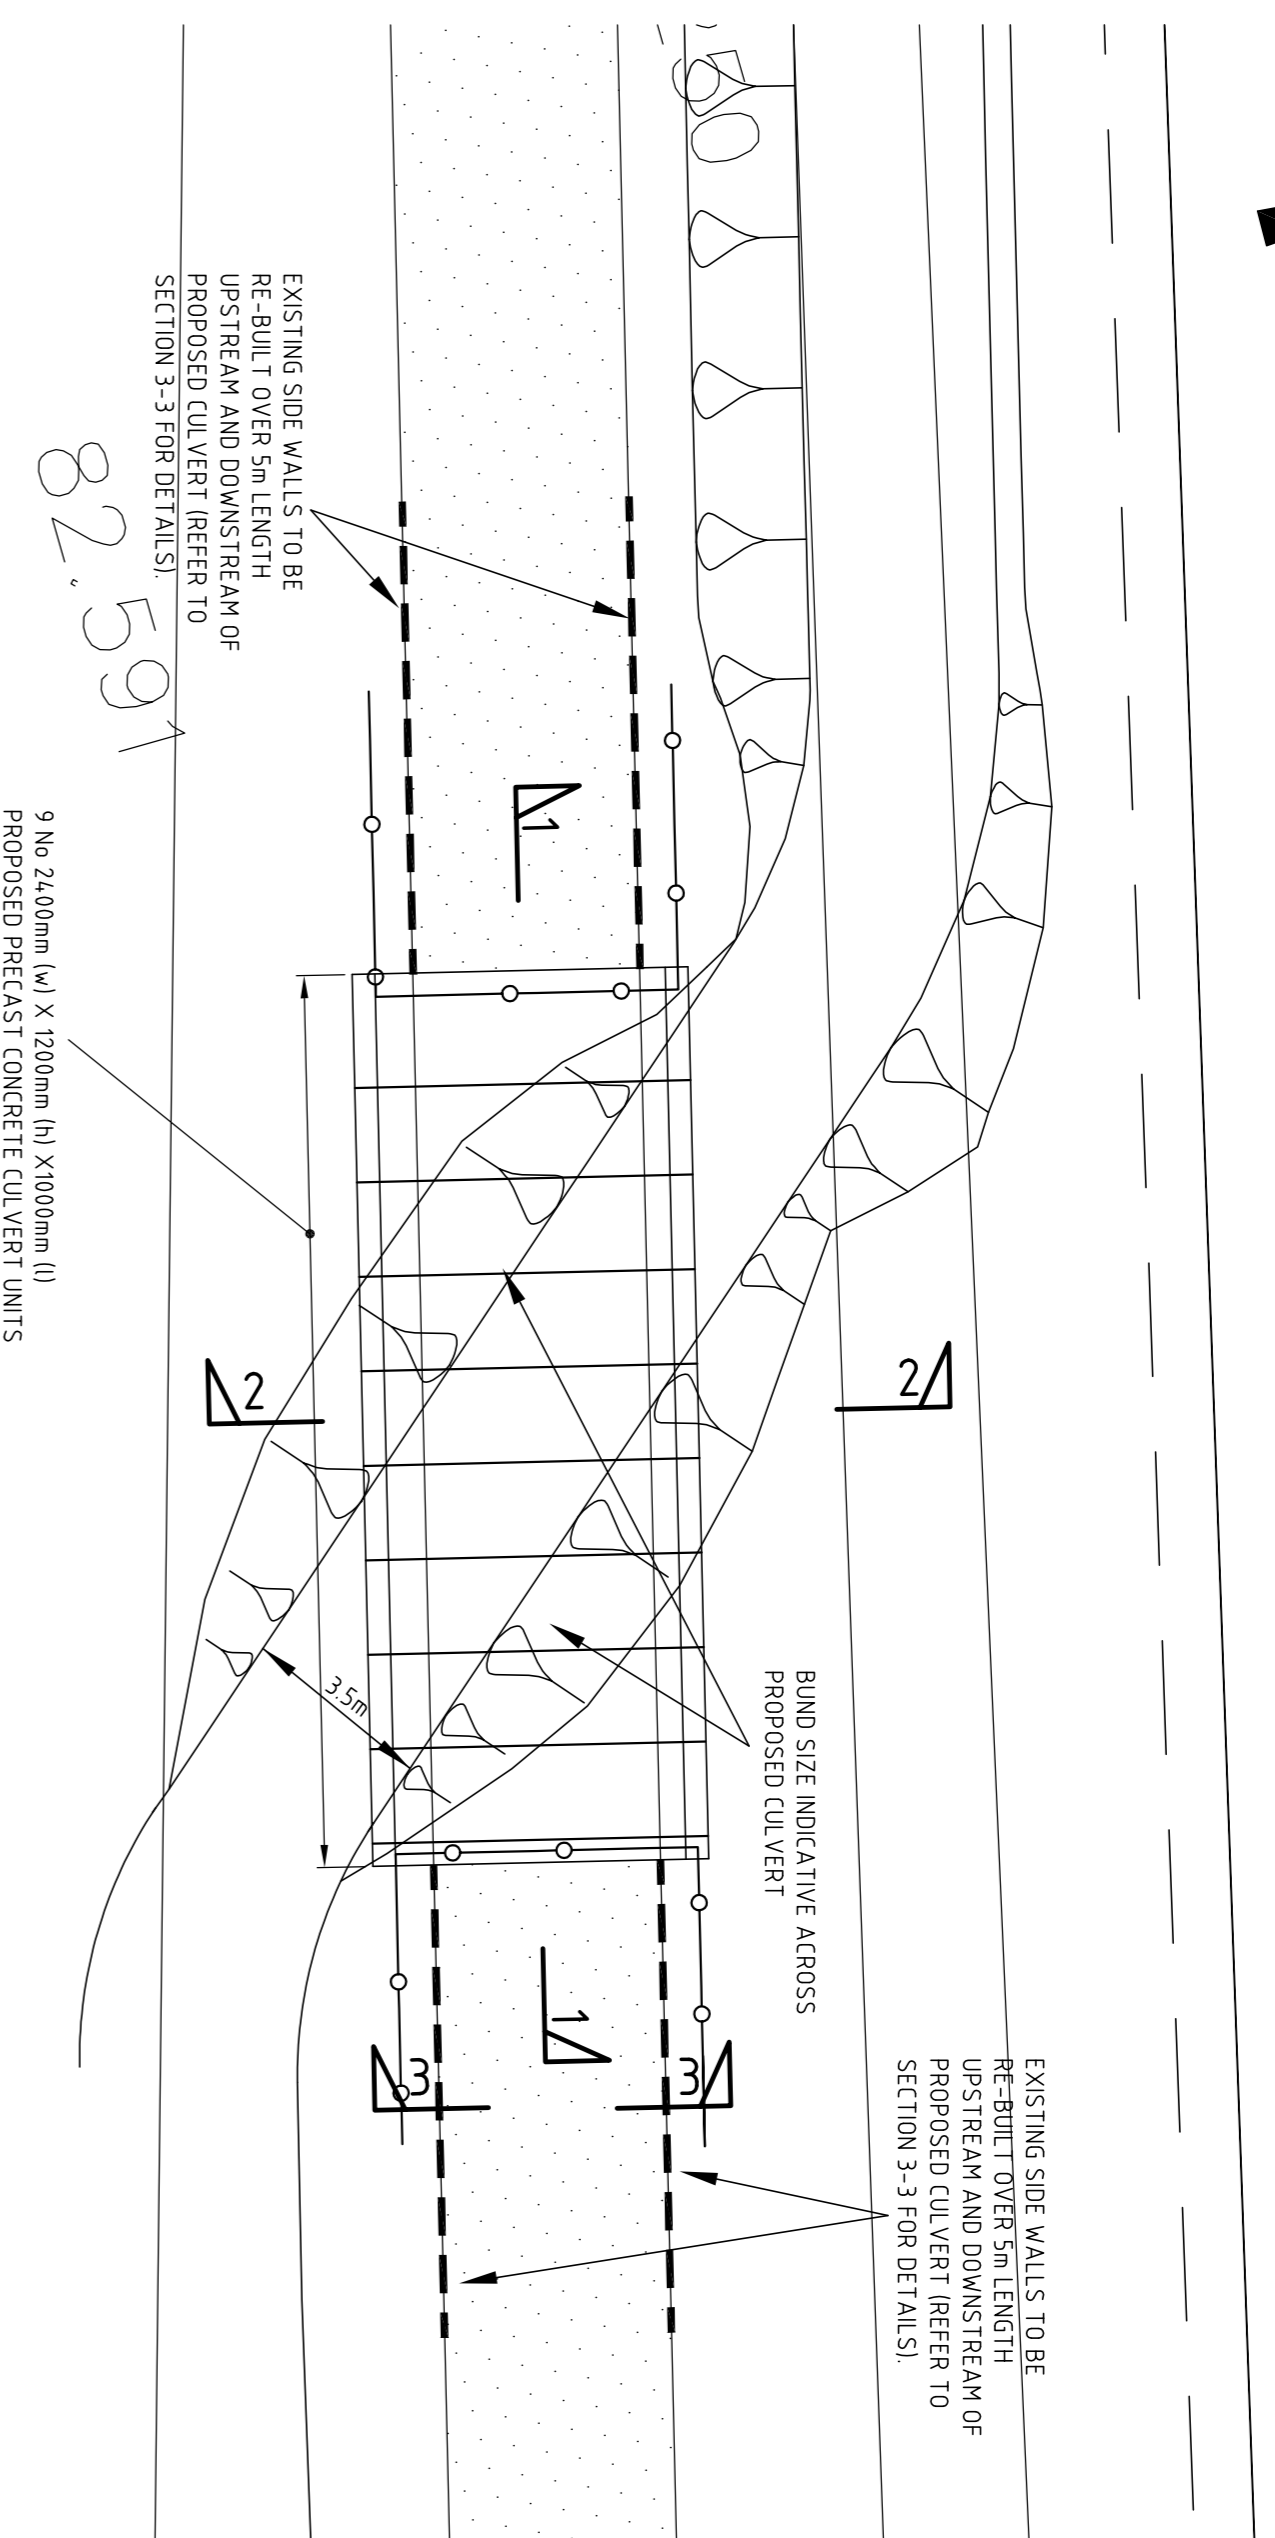 EXISTING SIDE WALLS TO BE
RE-BUILT OVER 5m LENGTH
UPSTREAM AND DOWNSTREAM OF
PROPOSED CULVERT (REFER TO
SECTION 3-3 FOR DETAILS).
82.591
9 No 2400mm (w) X 1200mm (h) X1000mm (l)
PROPOSED PRECAST CONCRETE CULVERT UNITS
1
2
2
3.5m
BUND SIZE INDICATIVE ACROSS
PROPOSED CULVERT
1
3
3
EXISTING SIDE WALLS TO BE
RE-BUILT OVER 5m LENGTH
UPSTREAM AND DOWNSTREAM OF
PROPOSED CULVERT (REFER TO
SECTION 3-3 FOR DETAILS).